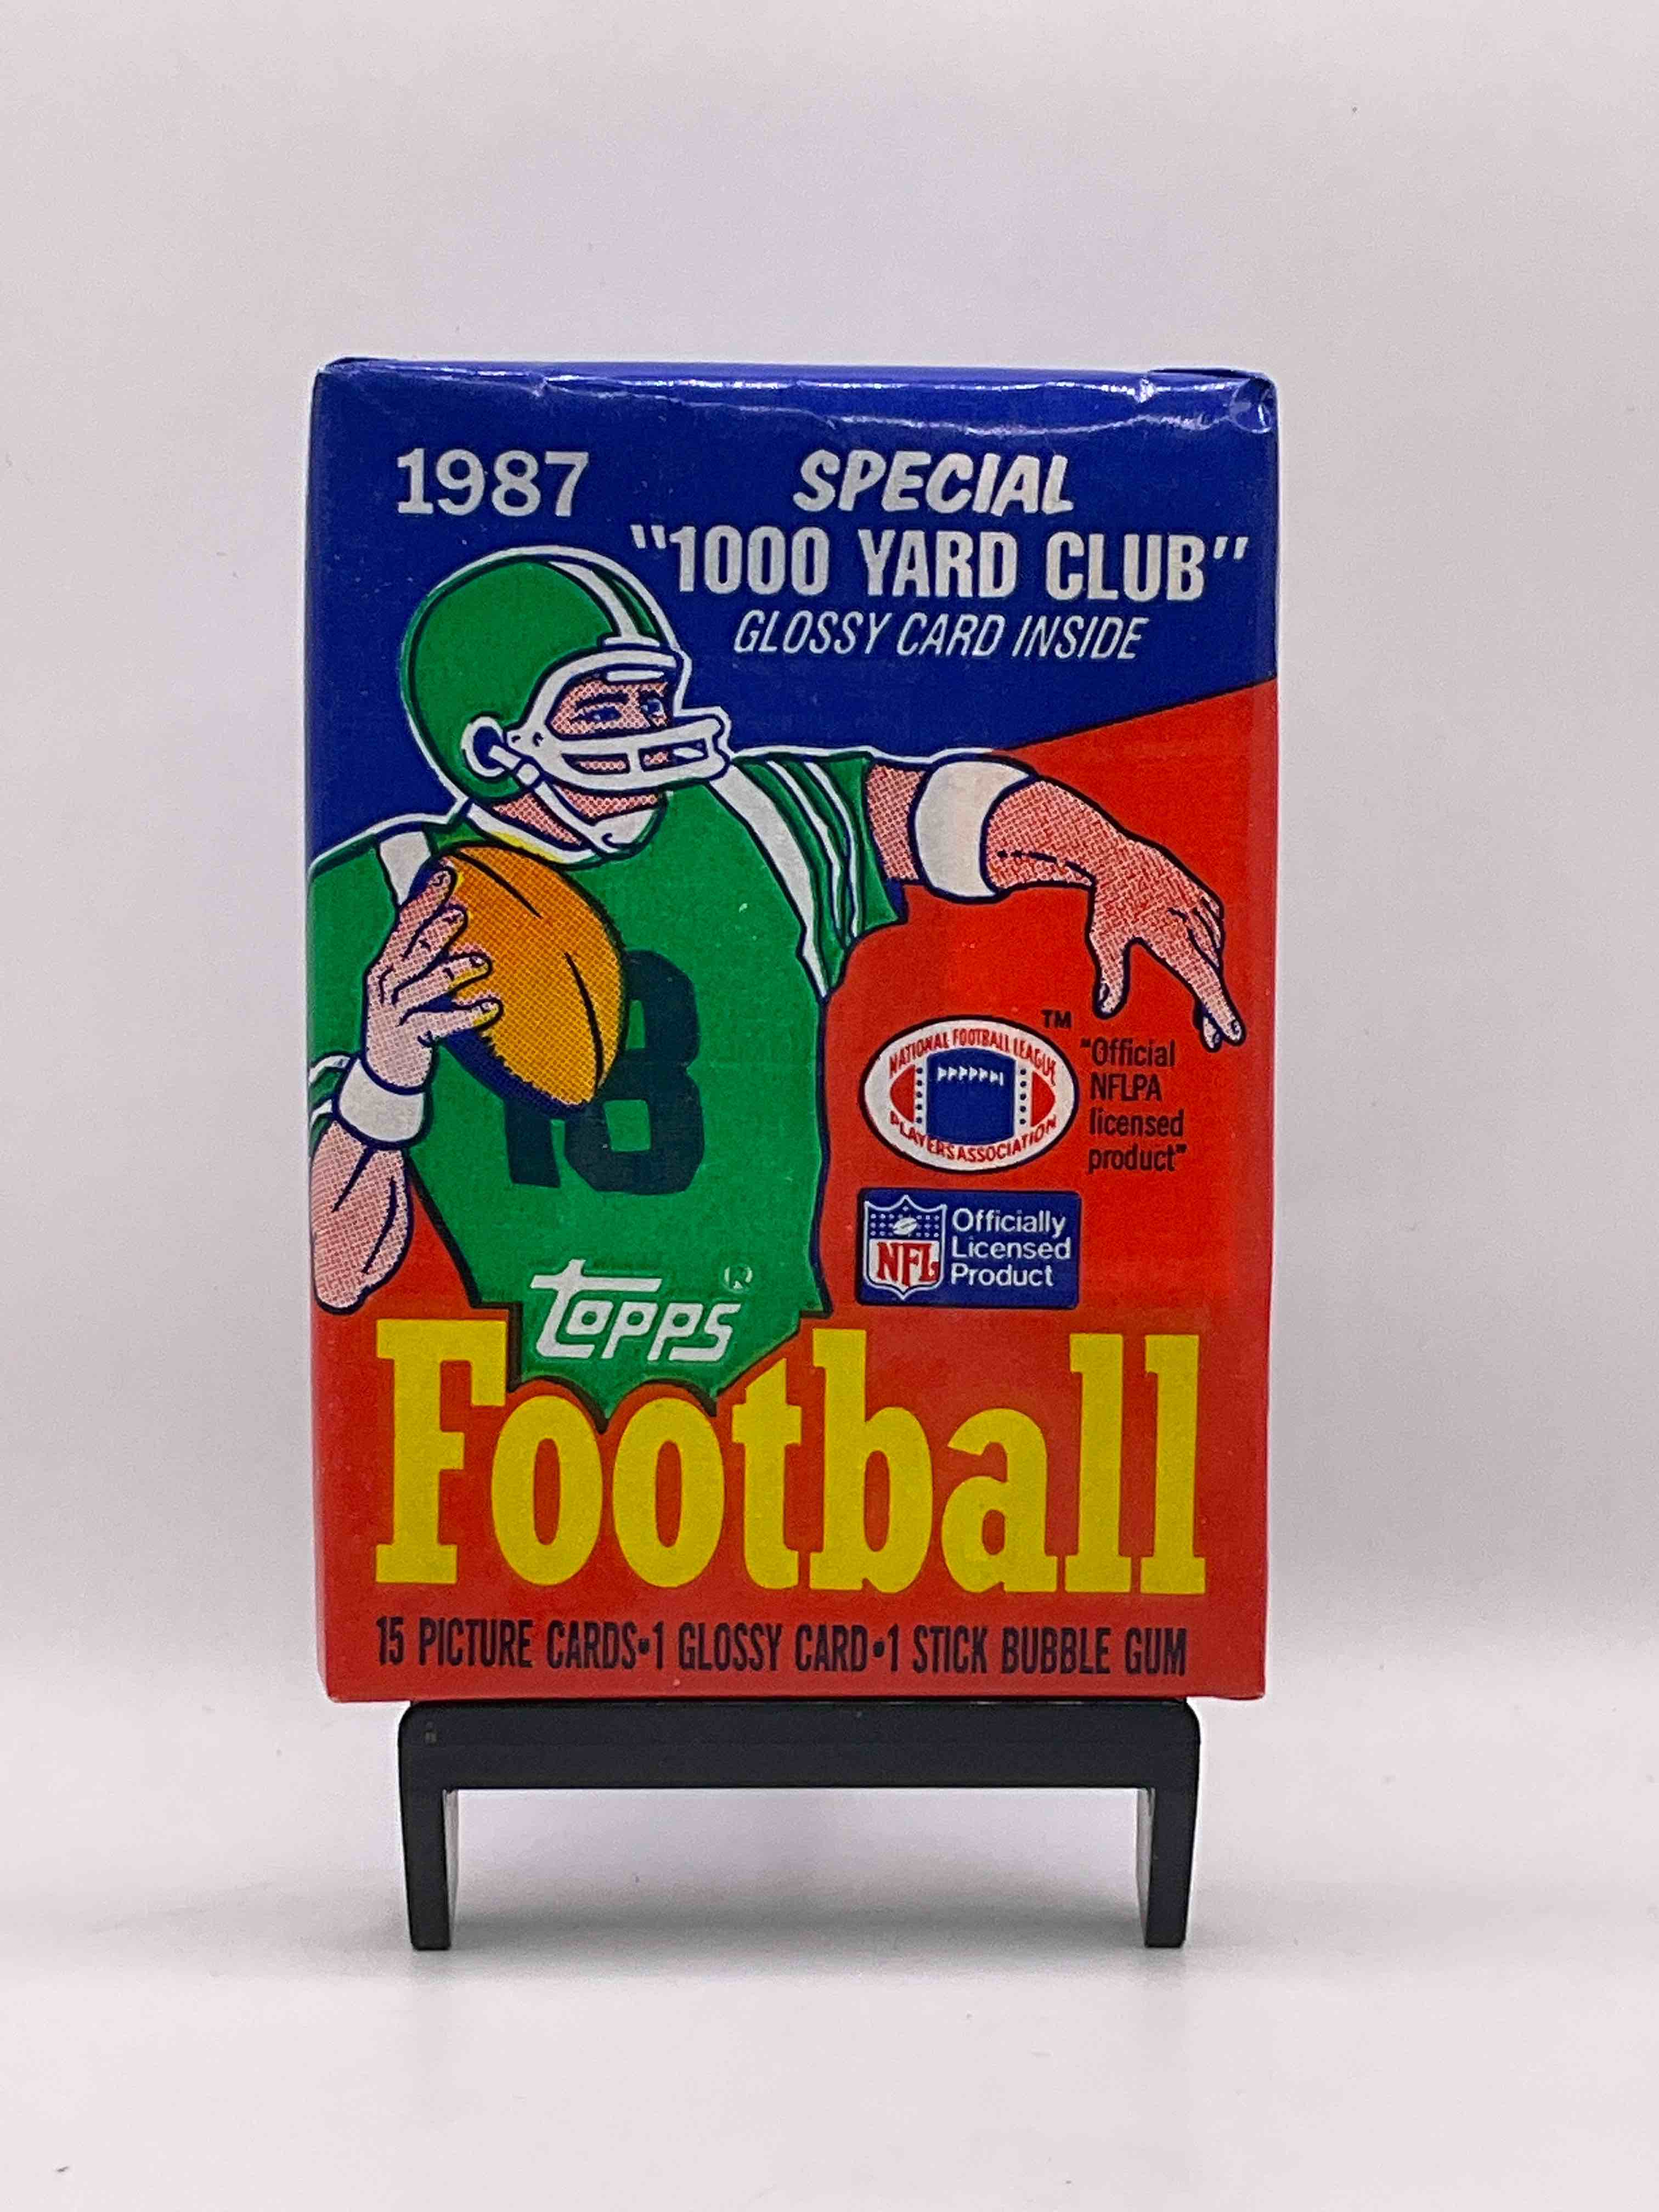 1987
SPECIAL
"1000 YARD CLUB"
GLOSSY CARD INSIDE
18
TM
NATIONAL FOOTBALL LEAGUE
PLAYERS ASSOCIATION
"Official
NFLPA
licensed
product"
NFL
Officially
Licensed
Product
topps®
Football
15 PICTURE CARDS•1 GLOSSY CARD•1 STICK BUBBLE GUM